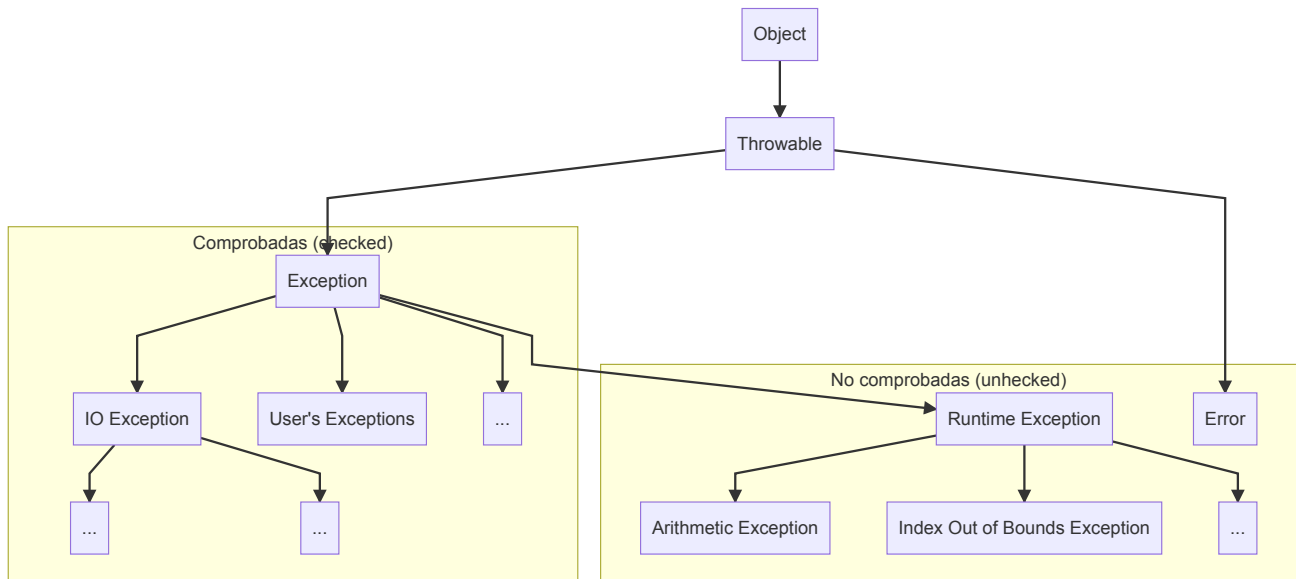 Object
Throwable
Comprobadas (checked)
Exception
No comprobadas (unhecked)
IO Exception
User's Exceptions
...
Runtime Exception
Error
...
...
Arithmetic Exception
Index Out of Bounds Exception
...